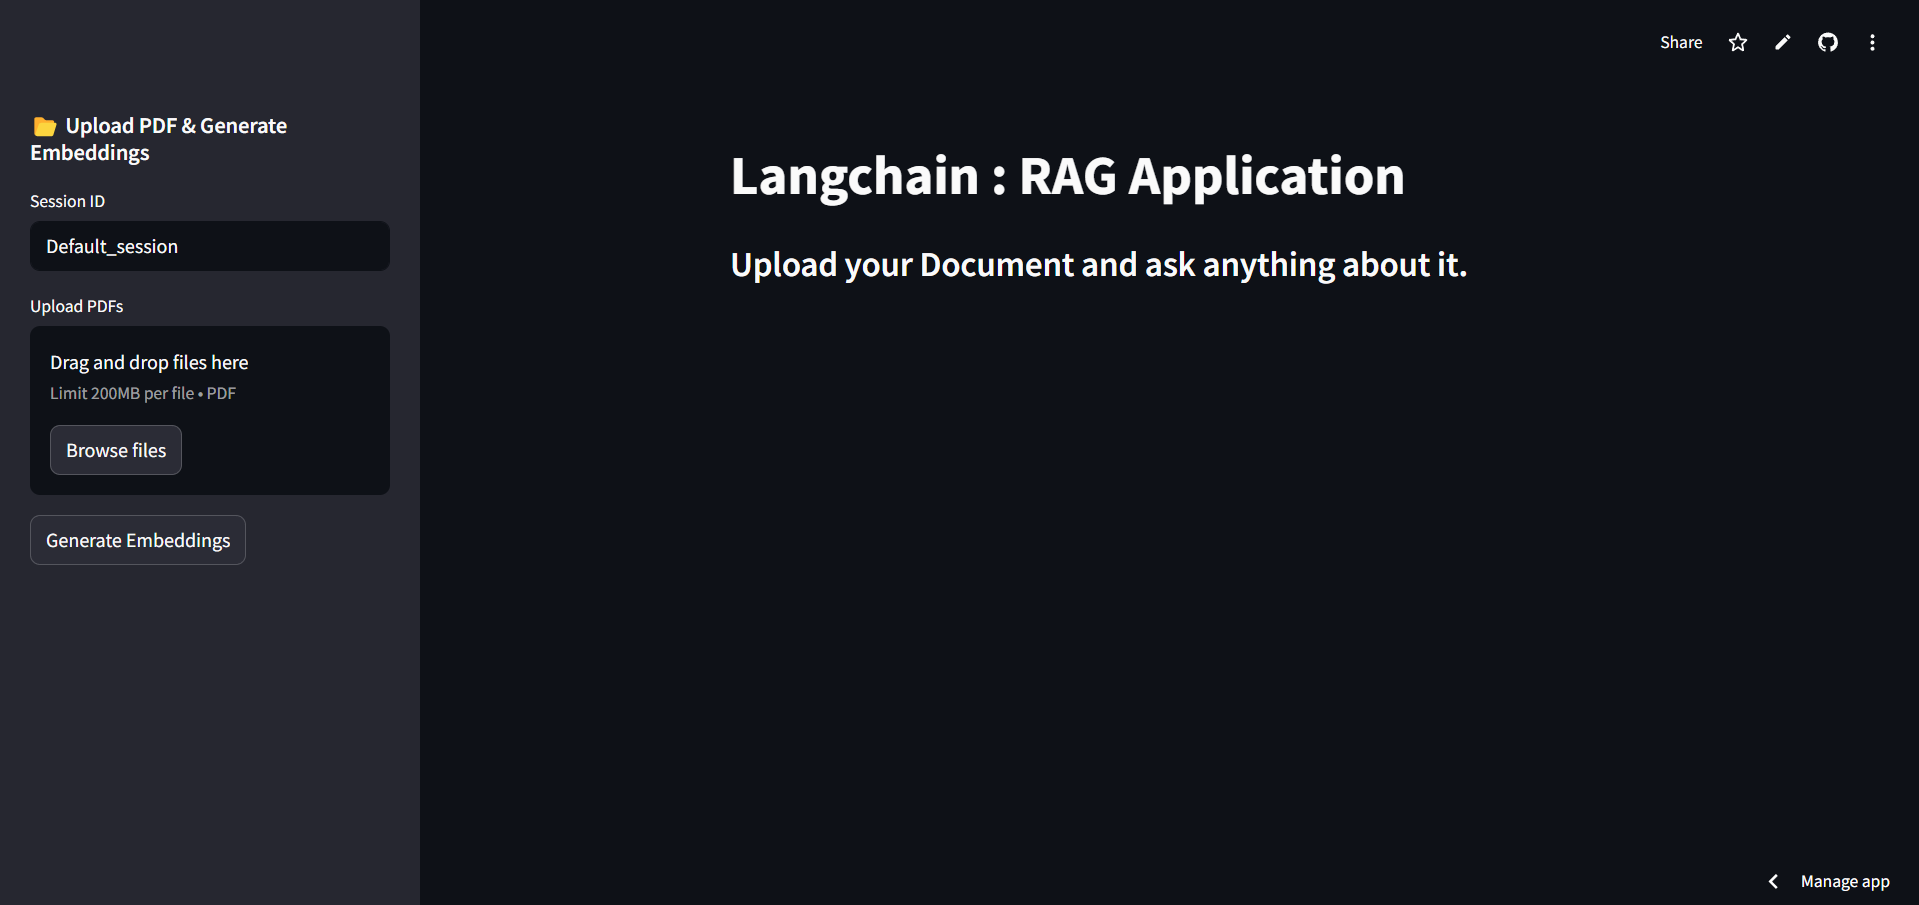 Share
📂 Upload PDF & Generate
Embeddings
Session ID
Default_session
Upload PDFs
Drag and drop files here
Limit 200MB per file • PDF
Browse files
Generate Embeddings
Langchain : RAG Application
Upload your Document and ask anything about it.
Manage app